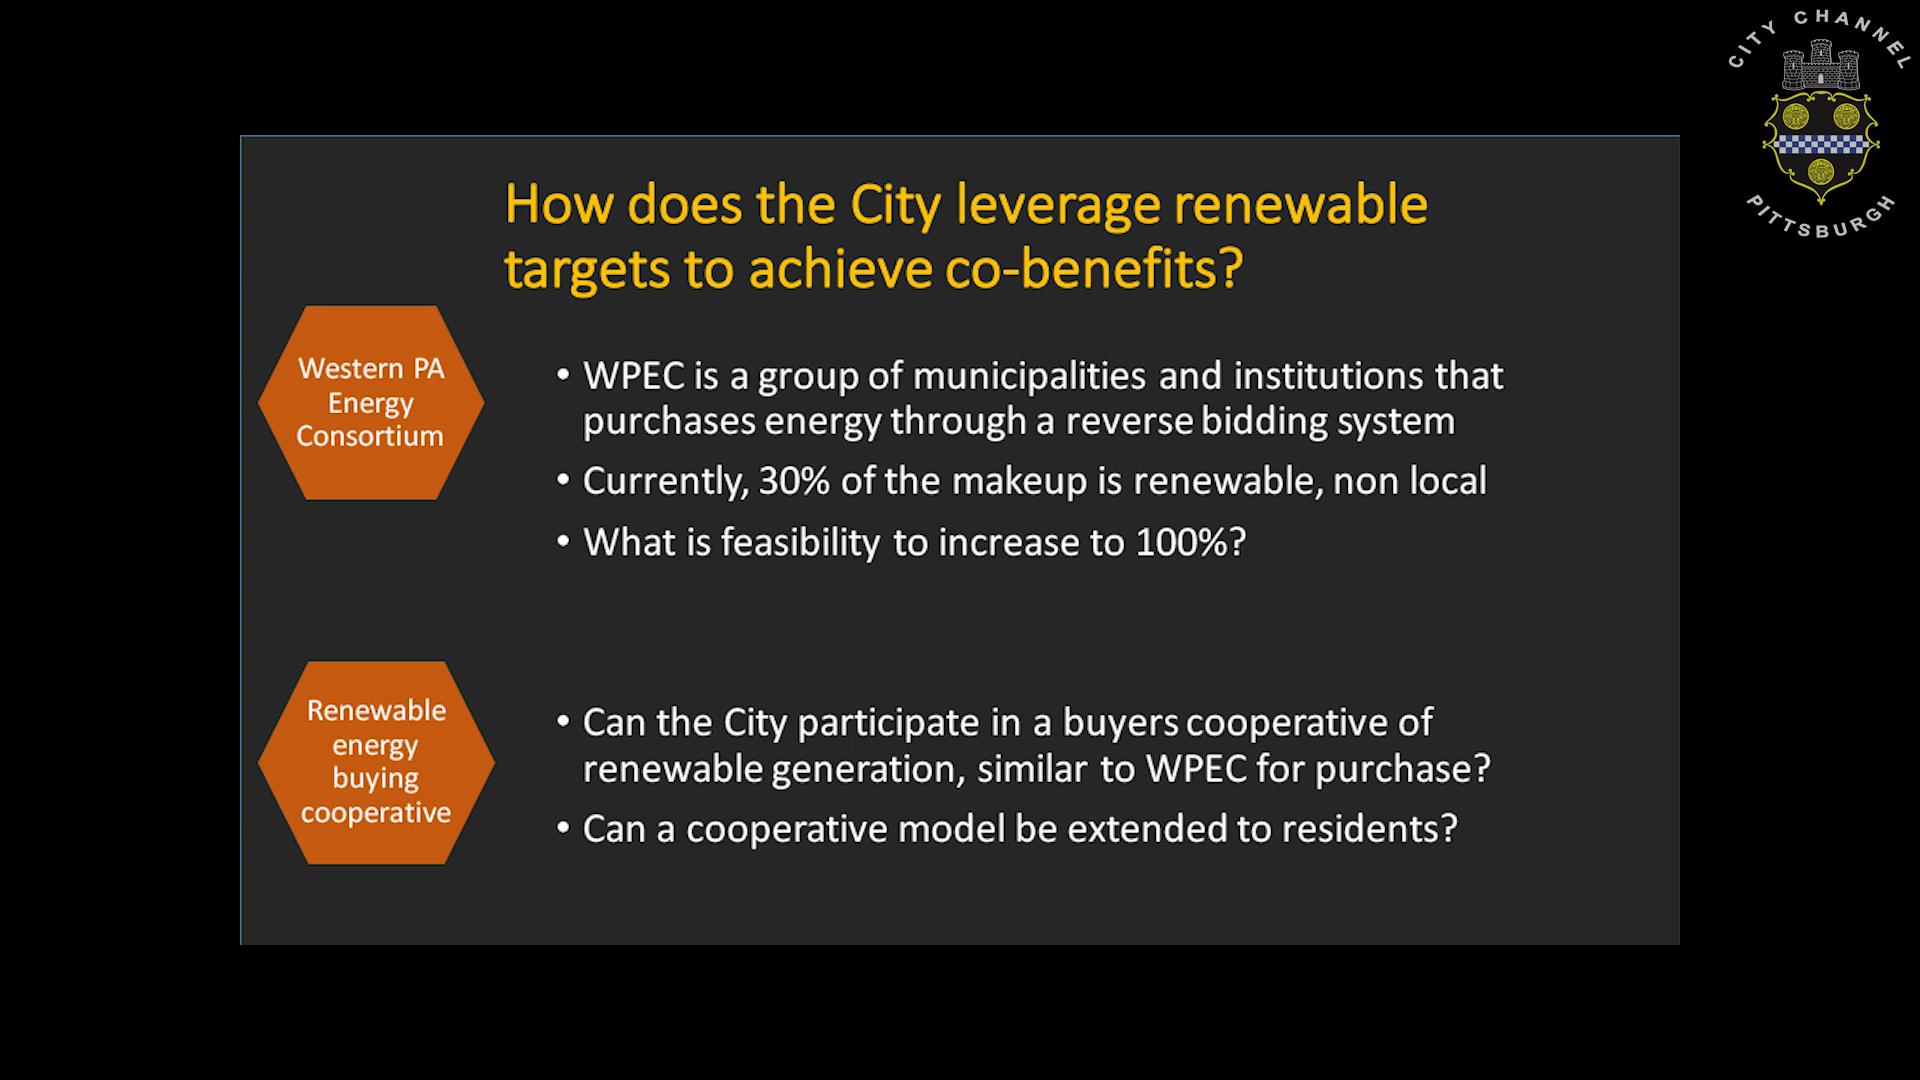 CITY CHANNEL
PITTSBURGH
How does the City leverage renewable
targets to achieve co-benefits?
Western PA
Energy
Consortium
• WPEC is a group of municipalities and institutions that
purchases energy through a reverse bidding system
• Currently, 30% of the makeup is renewable, non local
• What is feasibility to increase to 100%?
Renewable
energy
buying
cooperative
• Can the City participate in a buyers cooperative of
renewable generation, similar to WPEC for purchase?
• Can a cooperative model be extended to residents?